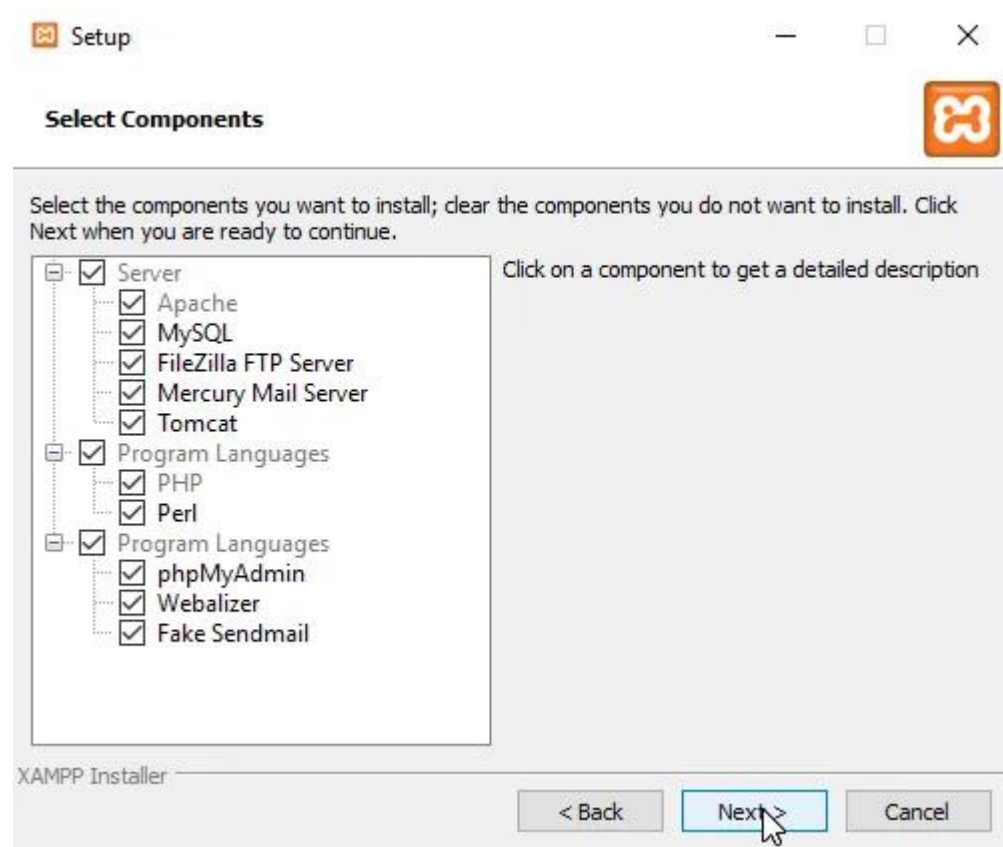 Setup
Select Components
Select the components you want to install; clear the components you do not want to install. Click
Next when you are ready to continue.
Server
Apache
MySQL
FileZilla FTP Server
Mercury Mail Server
Tomcat
Program Languages
PHP
Perl
Program Languages
phpMyAdmin
Webalizer
Fake Sendmail
Click on a component to get a detailed description
XAMPP Installer
< Back
Next >
Cancel